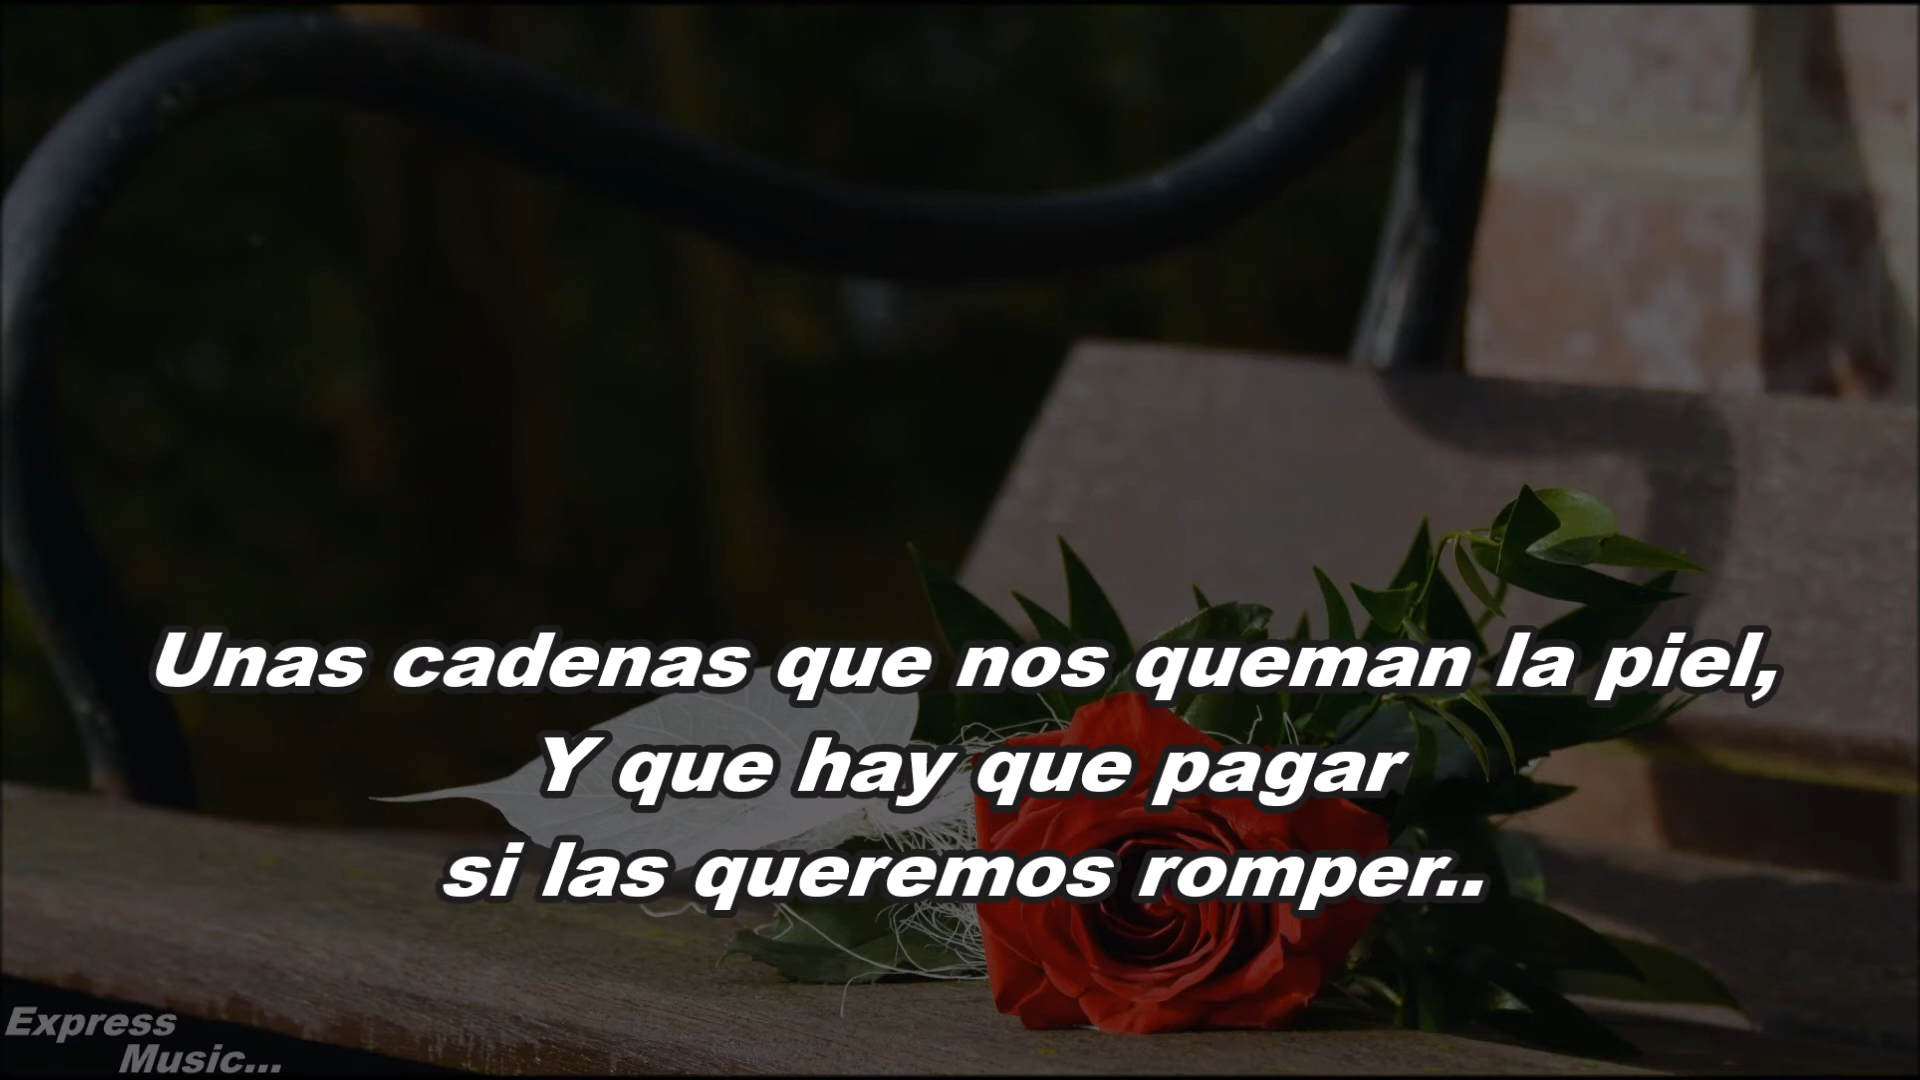 Unas cadenas que nos queman la piel,
Y que hay que pagar
si las queremos romper..
Express
Music...